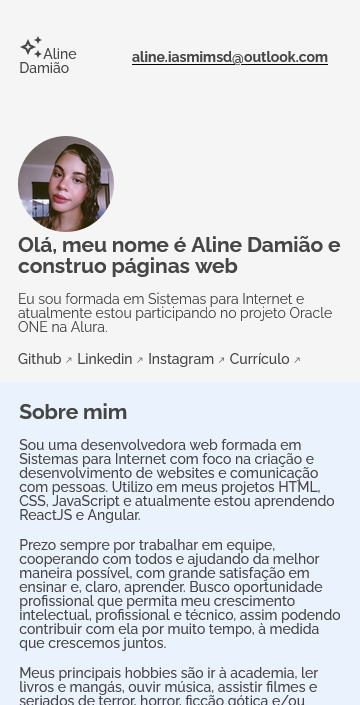 Aline
Damião
aline.iasmimsd@outlook.com
Olá, meu nome é Aline Damião e
construo páginas web
Eu sou formada em Sistemas para Internet e
atualmente estou participando no projeto Oracle
ONE na Alura.
Github ↗ Linkedin ↗ Instagram ↗ Currículo ↗
Sobre mim
Sou uma desenvolvedora web formada em
Sistemas para Internet com foco na criação e
desenvolvimento de websites e comunicação
com pessoas. Utilizo em meus projetos HTML,
CSS, JavaScript e atualmente estou aprendendo
ReactJS e Angular.
Prezo sempre por trabalhar em equipe,
cooperando com todos e ajudando da melhor
maneira possível, com grande satisfação em
ensinar e, claro, aprender. Busco oportunidade
profissional que permita meu crescimento
intelectual, profissional e técnico, assim podendo
contribuir com ela por muito tempo, à medida
que crescemos juntos.
Meus principais hobbies são ir à academia, ler
livros e mangás, ouvir música, assistir filmes e
seriados de terror, horror, ficção gótica e/ou